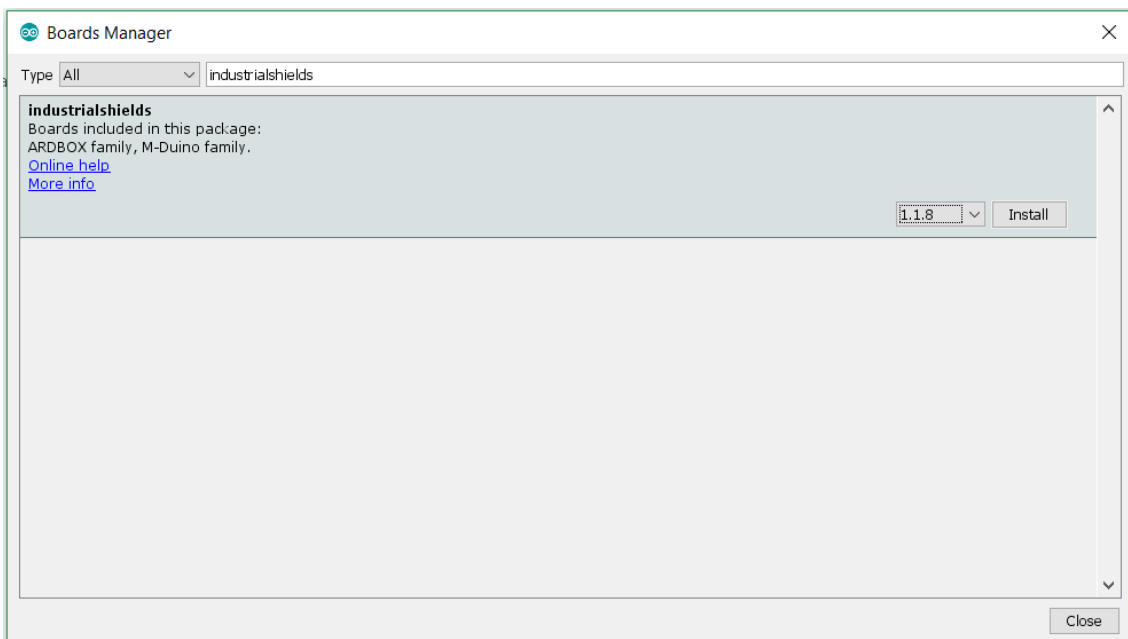 Boards Manager
Type All industrialshields
industrialshields
Boards included in this package:
ARDBOX family, M-Duino family.
Online help
More info
1.1.8 Install
Close